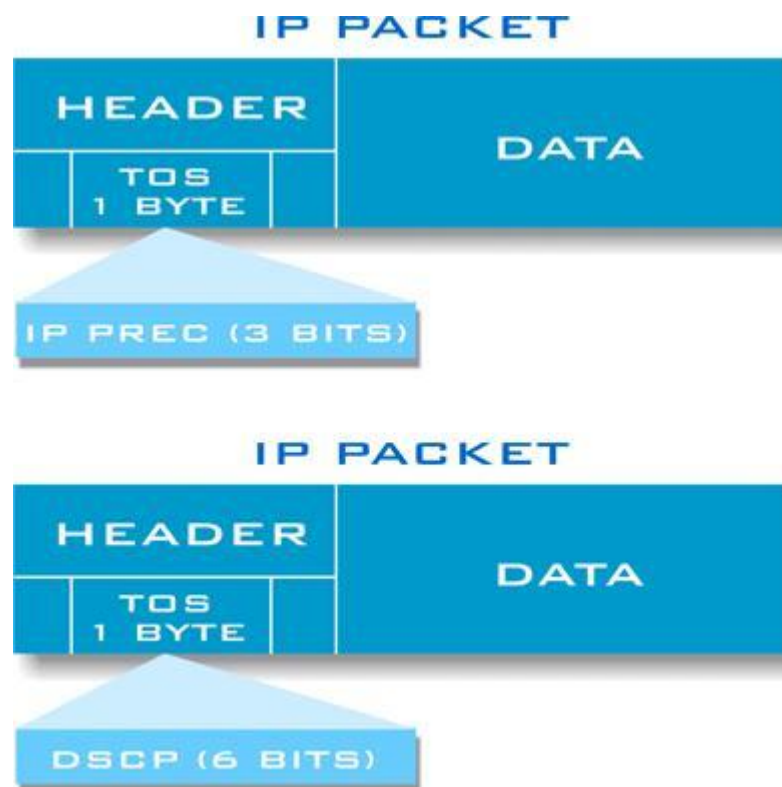 IP PACKET
HEADER
DATA
TOS
1 BYTE
IP PREC (3 BITS)
IP PACKET
HEADER
DATA
TOS
1 BYTE
DSCP (6 BITS)